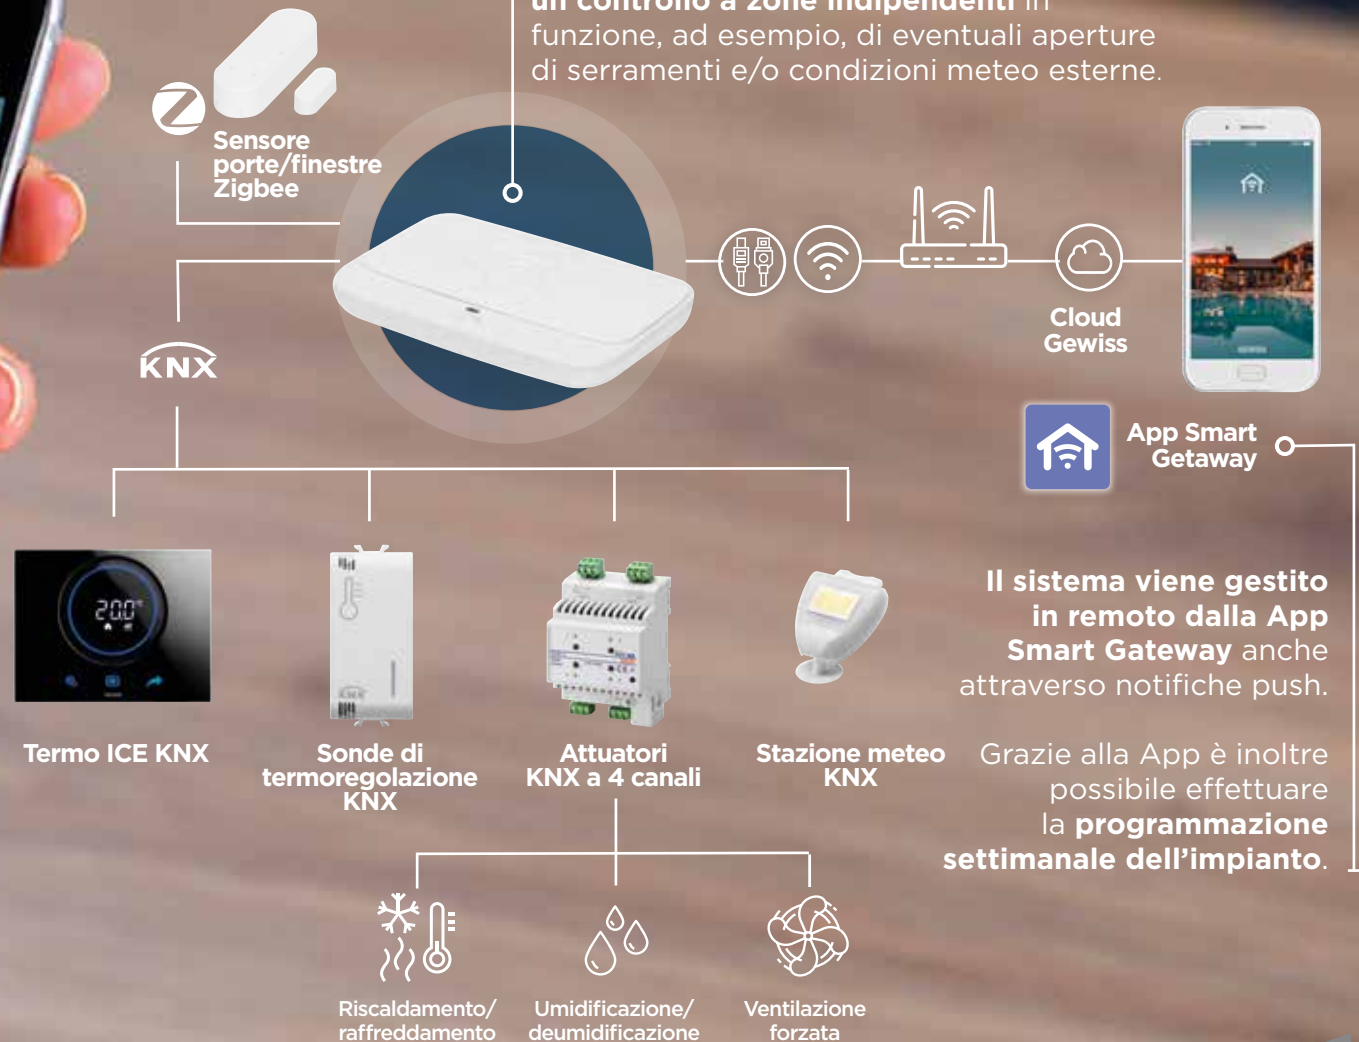 un controllo a zone indipendenti in
funzione, ad esempio, di eventuali aperture
di serramenti e/o condizioni meteo esterne.
Sensore
porte/finestre
Zigbee
KNX
Cloud
Gewiss
App Smart
Getaway
20.0°
KNX
Termo ICE KNX
Sonde di
termoregolazione
KNX
Attuatori
KNX a 4 canali
Stazione meteo
KNX
Il sistema viene gestito
in remoto dalla App
Smart Gateway anche
attraverso notifiche push.
Grazie alla App è inoltre
possibile effettuare
la programmazione
settimanale dell’impianto.
Riscaldamento/
raffreddamento
Umidificazione/
deumidificazione
Ventilazione
forzata